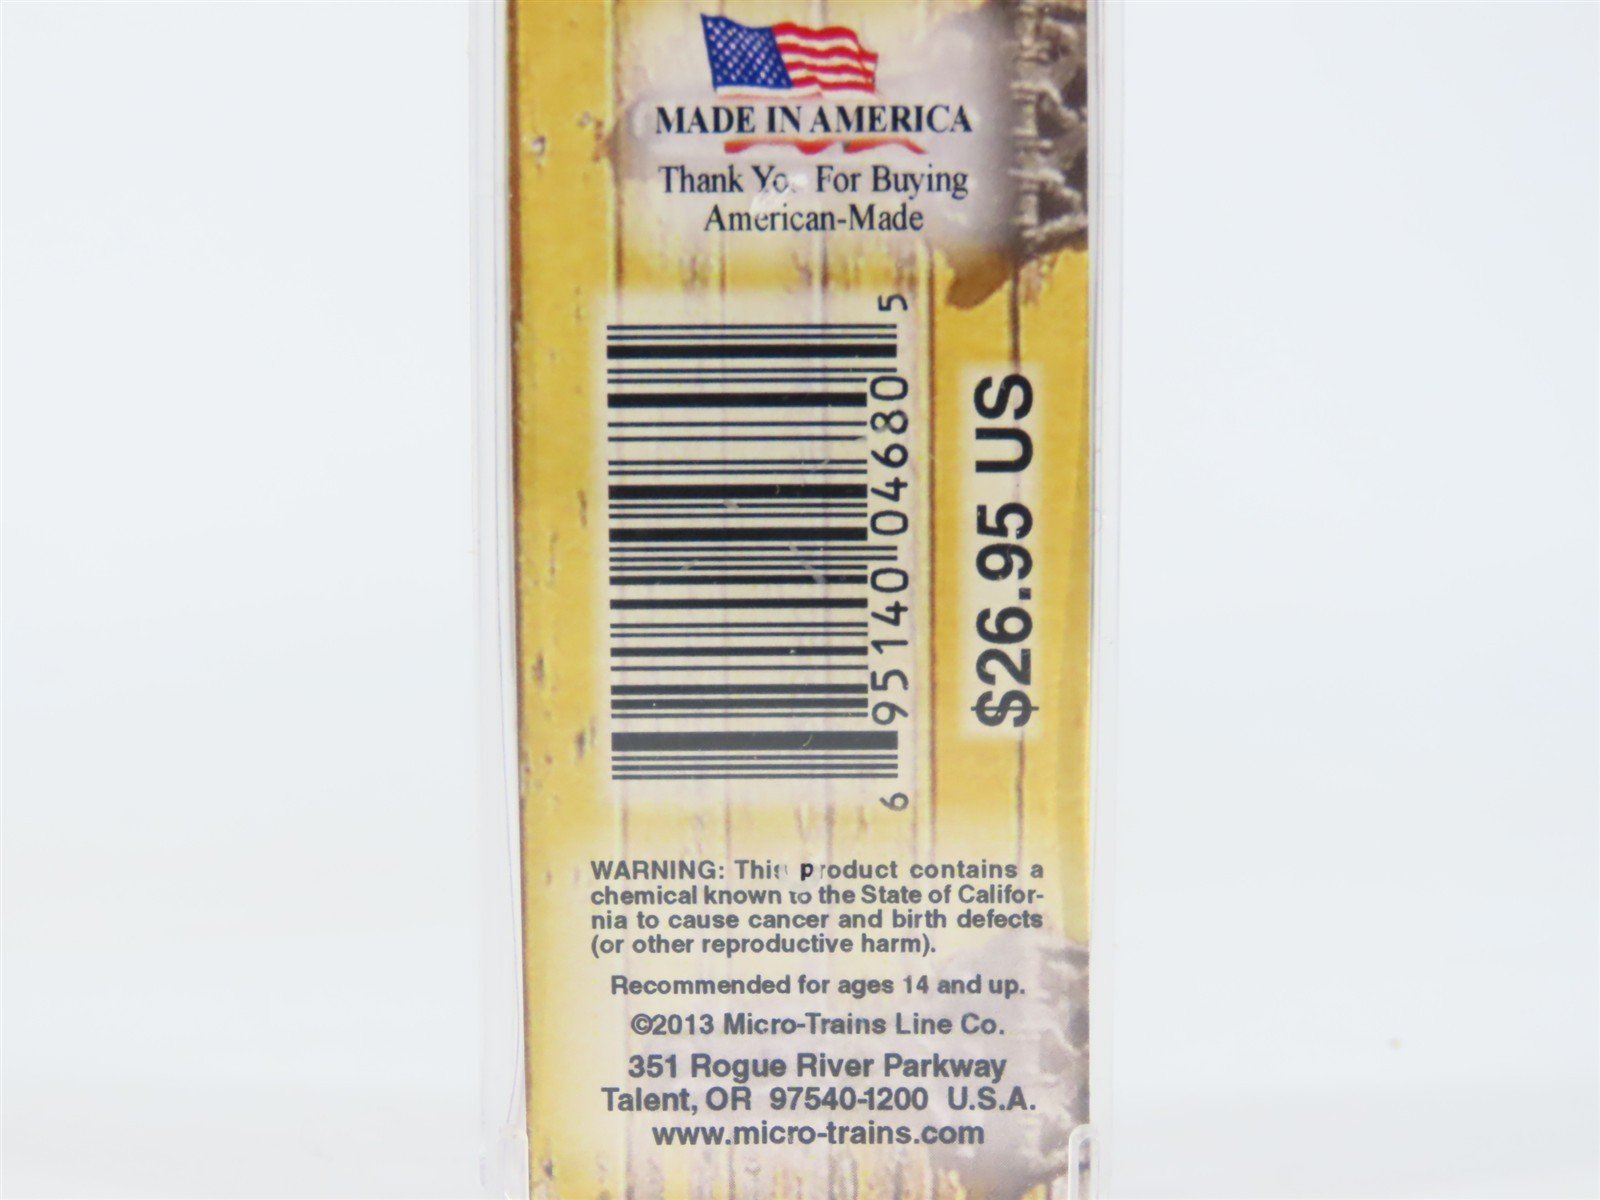 MADE IN AMERICA
Thank Yo For Buying
American-Made
6 95140 04680 5
$26.95 US
WARNING: This product contains a
chemical known to the State of Califor-
nia to cause cancer and birth defects
(or other reproductive harm).
Recommended for ages 14 and up.
©2013 Micro-Trains Line Co.
351 Rogue River Parkway
Talent, OR 97540-1200 U.S.A.
www.micro-trains.com